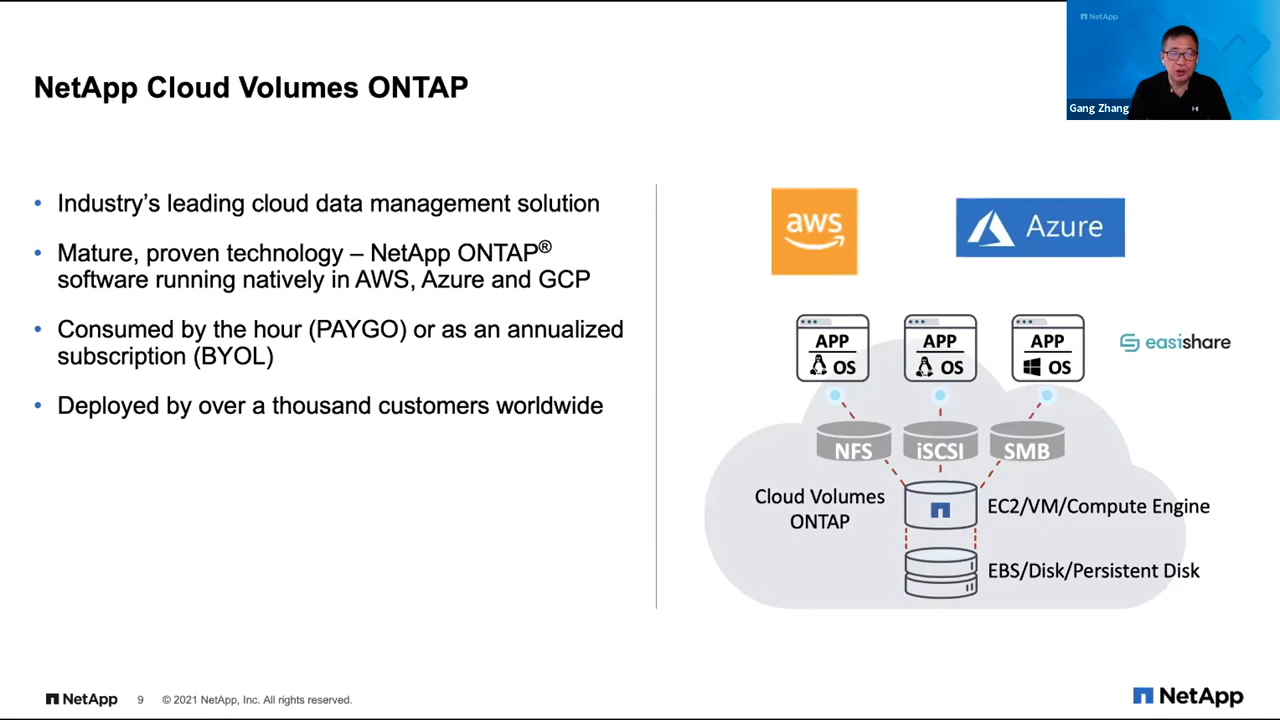 NetApp
Gang Zhang
NetApp Cloud Volumes ONTAP
• Industry’s leading cloud data management solution
• Mature, proven technology – NetApp ONTAP®
software running natively in AWS, Azure and GCP
• Consumed by the hour (PAYGO) or as an annualized
subscription (BYOL)
• Deployed by over a thousand customers worldwide
aws
Azure
APP
OS
APP
OS
APP
OS
easishare
NFS
iSCSI
SMB
Cloud Volumes
ONTAP
EC2/VM/Compute Engine
EBS/Disk/Persistent Disk
NetApp
9
© 2021 NetApp, Inc. All rights reserved.
NetApp